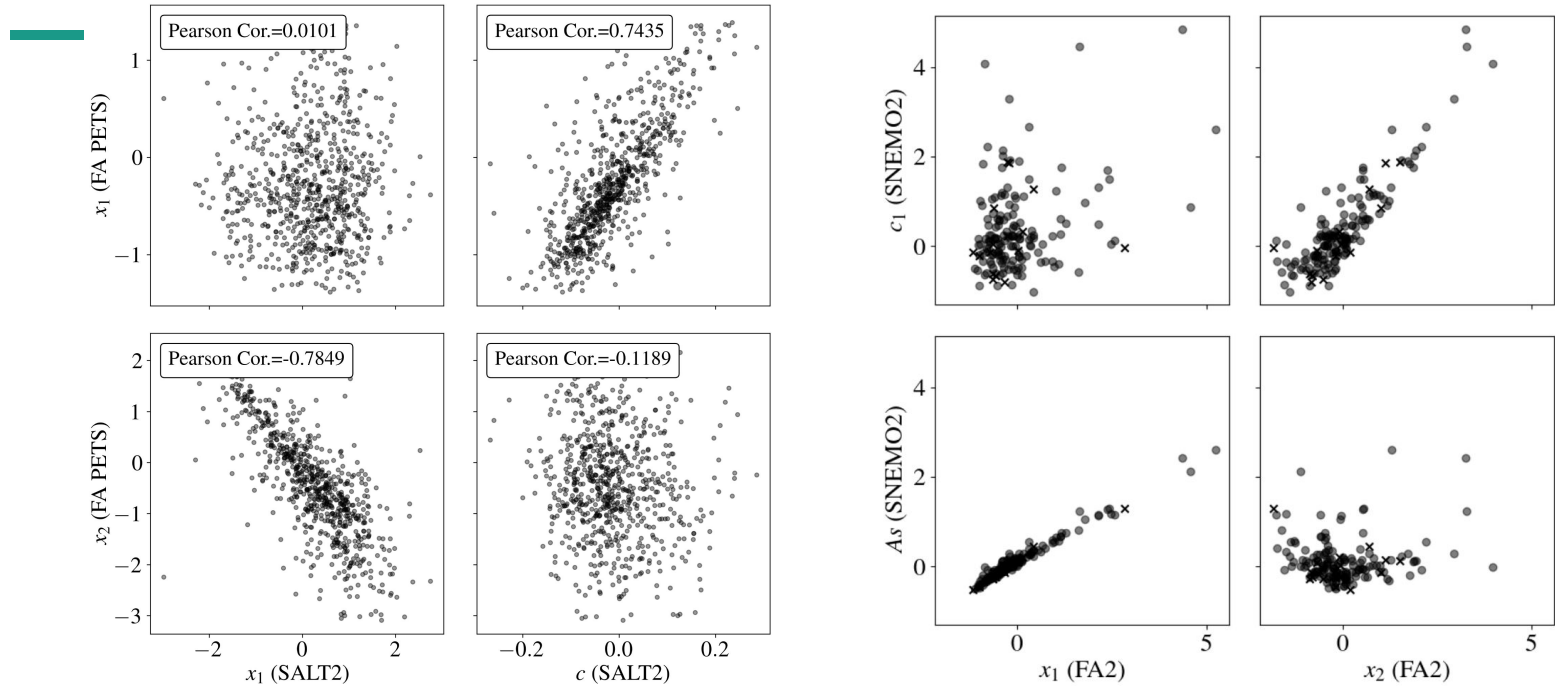 Pearson Cor.=0.0101
Pearson Cor.=0.7435
1
0
−1
x₁ (FA PETS)
Pearson Cor.=-0.7849
Pearson Cor.=-0.1189
2
1
0
−1
−2
−3
x₂ (FA PETS)
−2 0 2
x₁ (SALT2)
−0.2 0.0 0.2
c (SALT2)
4
2
0
c₁ (SNEMO2)
4
2
0
As (SNEMO2)
0 5
x₁ (FA2)
0 5
x₂ (FA2)